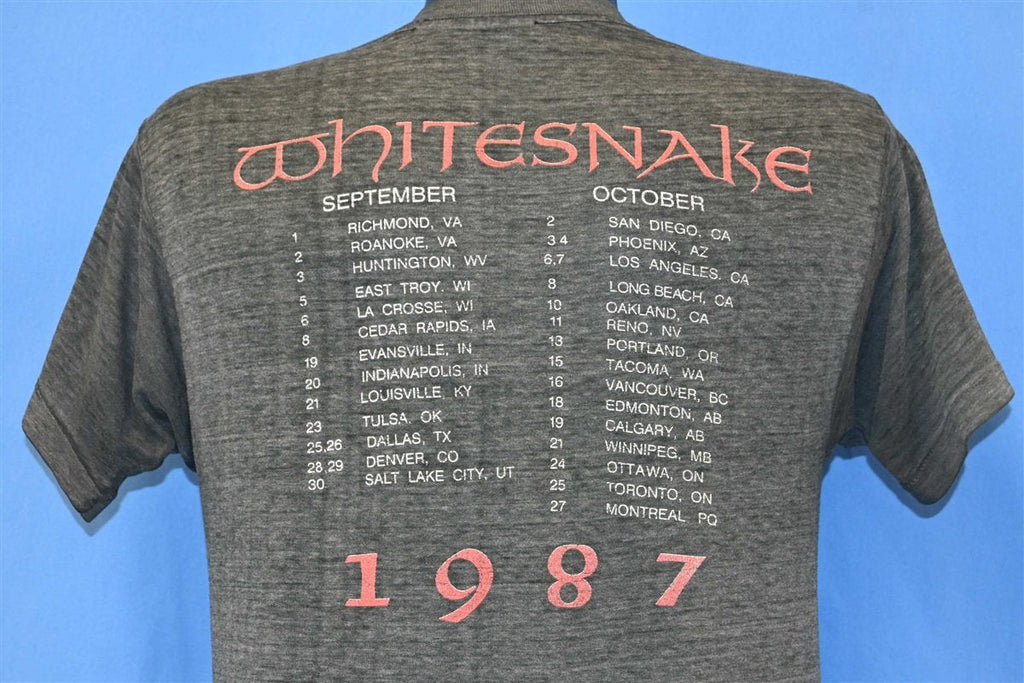 WHITESNAKE
SEPTEMBER
1 RICHMOND, VA
2 ROANOKE, VA
3 HUNTINGTON, WV
5 EAST TROY. WI
6 LA CROSSE, WI
8 CEDAR RAPIDS, IA
19 EVANSVILLE, IN
20 INDIANAPOLIS, IN
21 LOUISVILLE, KY
23 TULSA, OK
25,26 DALLAS, TX
28,29 DENVER, CO
30 SALT LAKE CITY, UT
OCTOBER
2 SAN DIEGO, CA
3 4 PHOENIX, AZ
6,7 LOS ANGELES, CA
8 LONG BEACH, CA
10 OAKLAND, CA
11 RENO, NV
13 PORTLAND, OR
15 TACOMA, WA
16 VANCOUVER, BC
18 EDMONTON, AB
19 CALGARY, AB
21 WINNIPEG, MB
24 OTTAWA, ON
25 TORONTO, ON
27 MONTREAL PQ
1987